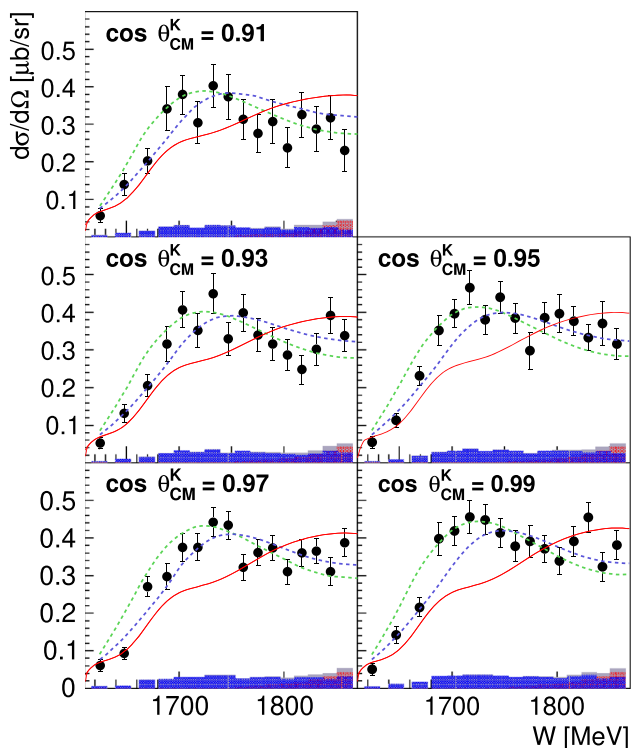 dσ/dΩ [μb/sr]
cos θ^K_CM = 0.91
0.5
0.4
0.3
0.2
0.1
cos θ^K_CM = 0.93
cos θ^K_CM = 0.95
0.5
0.4
0.3
0.2
0.1
cos θ^K_CM = 0.97
cos θ^K_CM = 0.99
0.5
0.4
0.3
0.2
0.1
0
1700 1800 1700 1800
W [MeV]